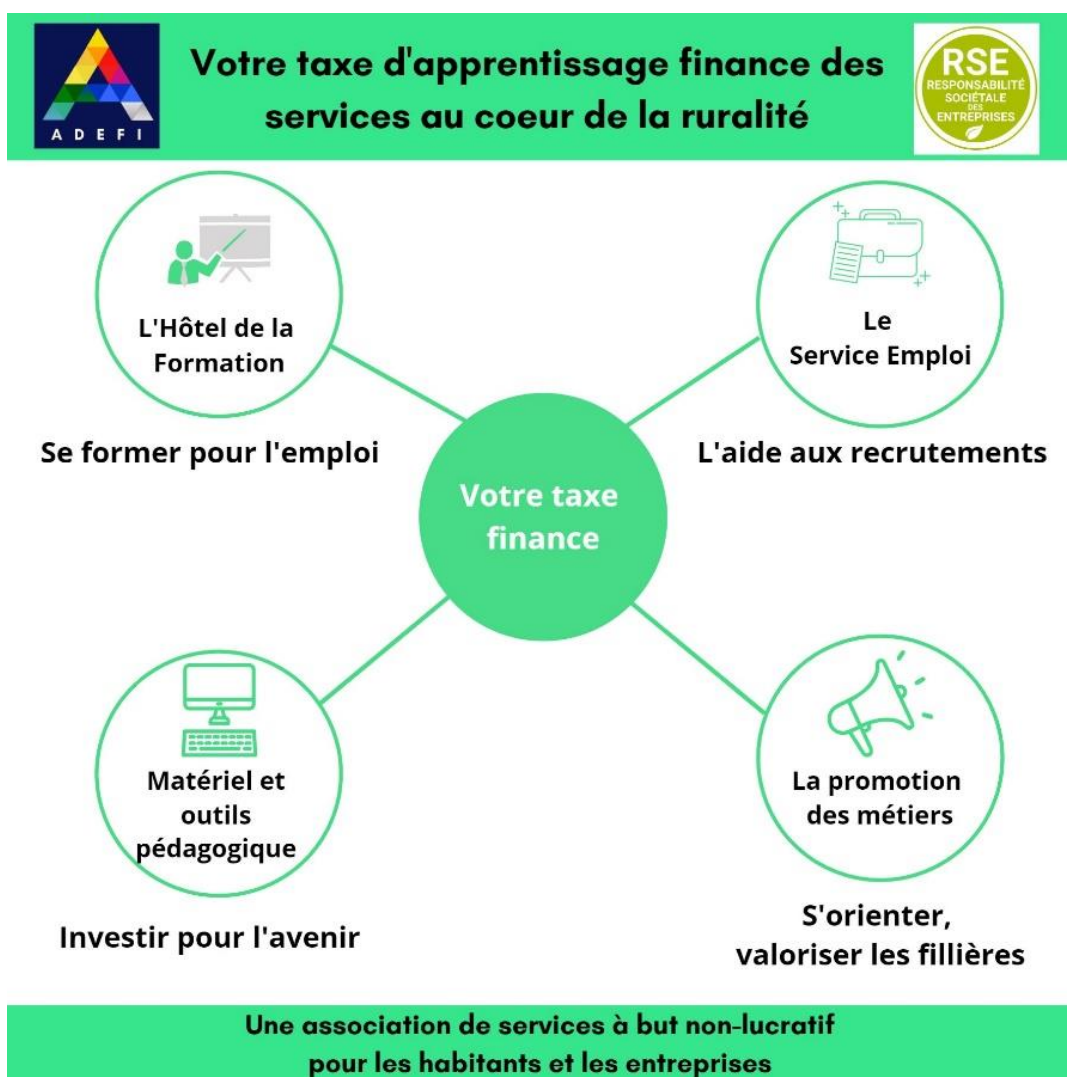 ADEFI
Votre taxe d'apprentissage finance des
services au coeur de la ruralité
RSE
RESPONSABILITÉ
SOCIÉTALE
DES
ENTREPRISES
L'Hôtel de la
Formation
Se former pour l'emploi
Le
Service Emploi
L'aide aux recrutements
Votre taxe
finance
Matériel et
outils
pédagogique
Investir pour l'avenir
La promotion
des métiers
S'orienter,
valoriser les fillières
Une association de services à but non-lucratif
pour les habitants et les entreprises